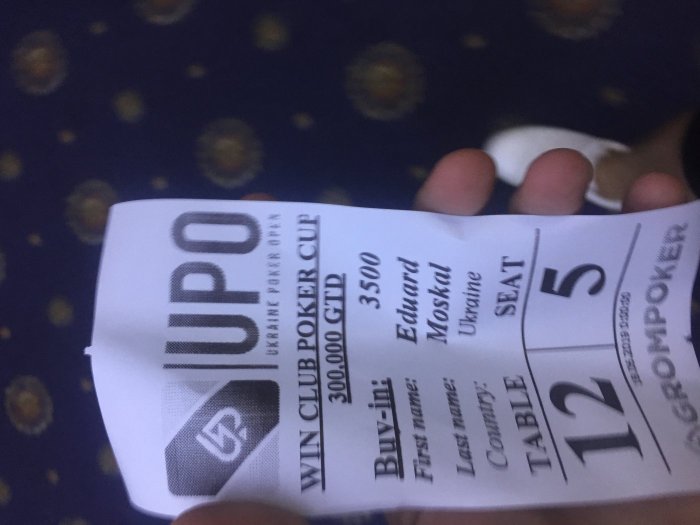 UPO
UKRAINE POKER OPEN
WIN CLUB POKER CUP
300.000 GTD
Buy-in: 3500
First name: Eduard
Last name: Moskal
Country: Ukraine
TABLE SEAT
12 5
GROMPOKER